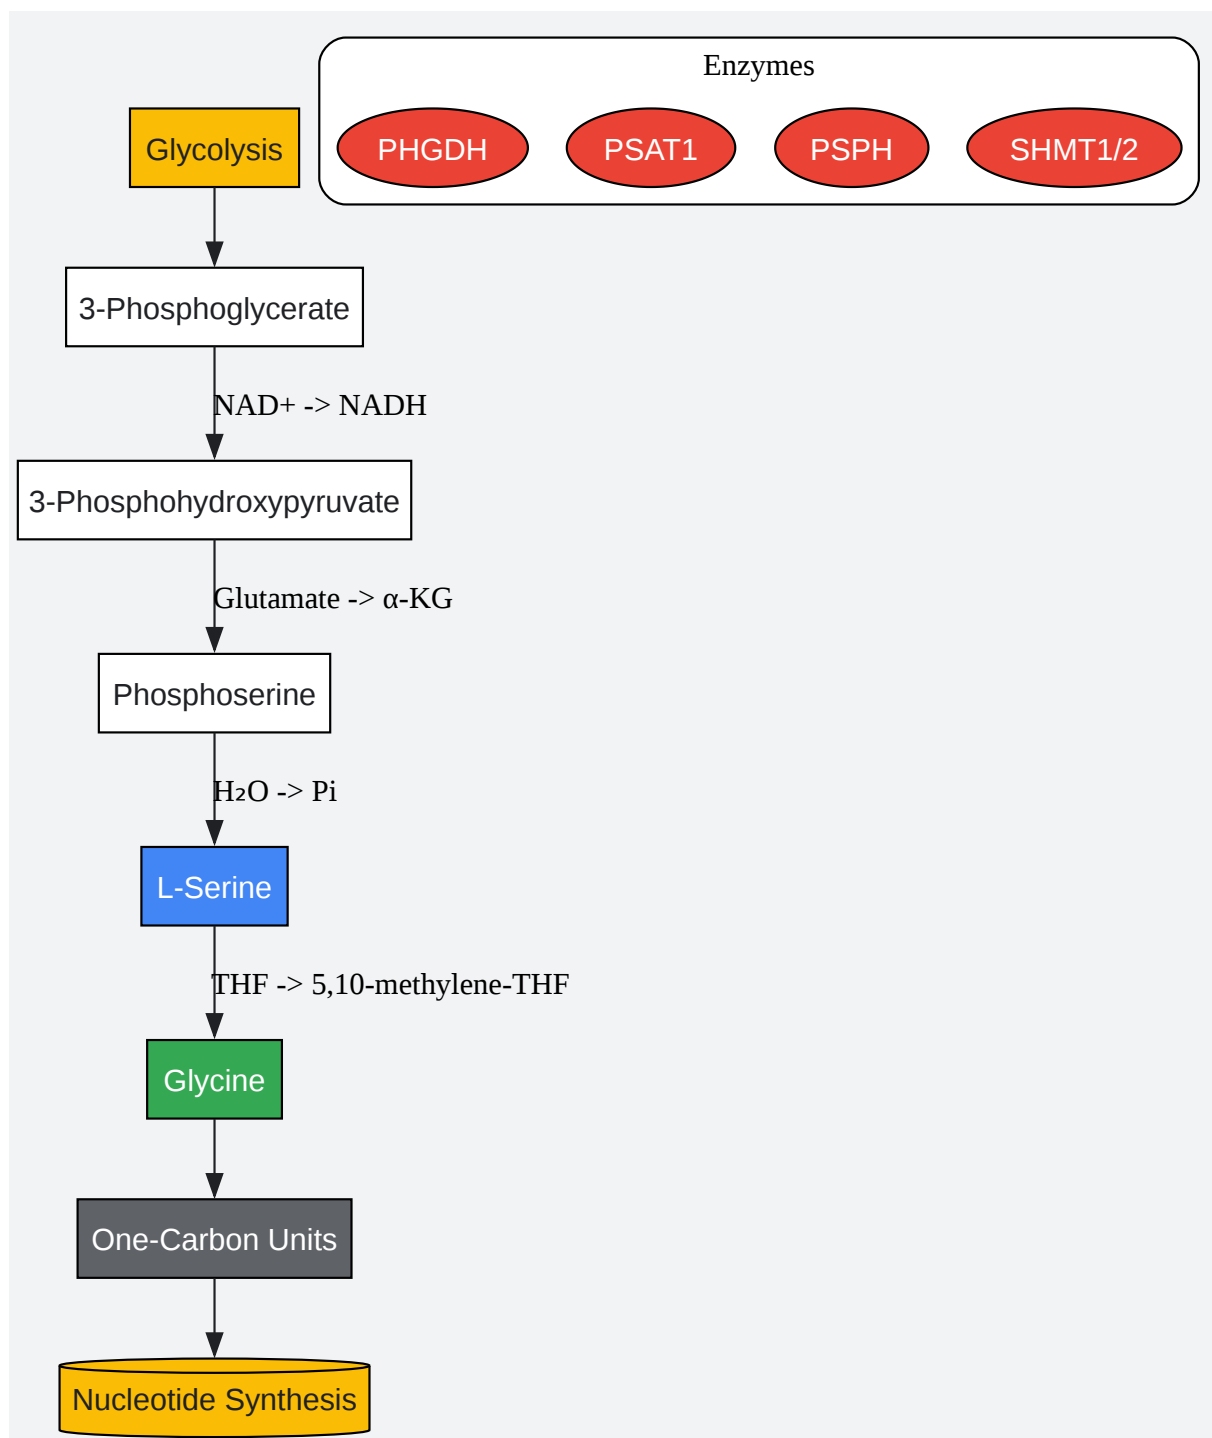 Enzymes
Glycolysis
PHGDH
PSAT1
PSPH
SHMT1/2
3-Phosphoglycerate
NAD+ -> NADH
3-Phosphohydroxypyruvate
Glutamate -> α-KG
Phosphoserine
H₂O -> Pi
L-Serine
THF -> 5,10-methylene-THF
Glycine
One-Carbon Units
Nucleotide Synthesis